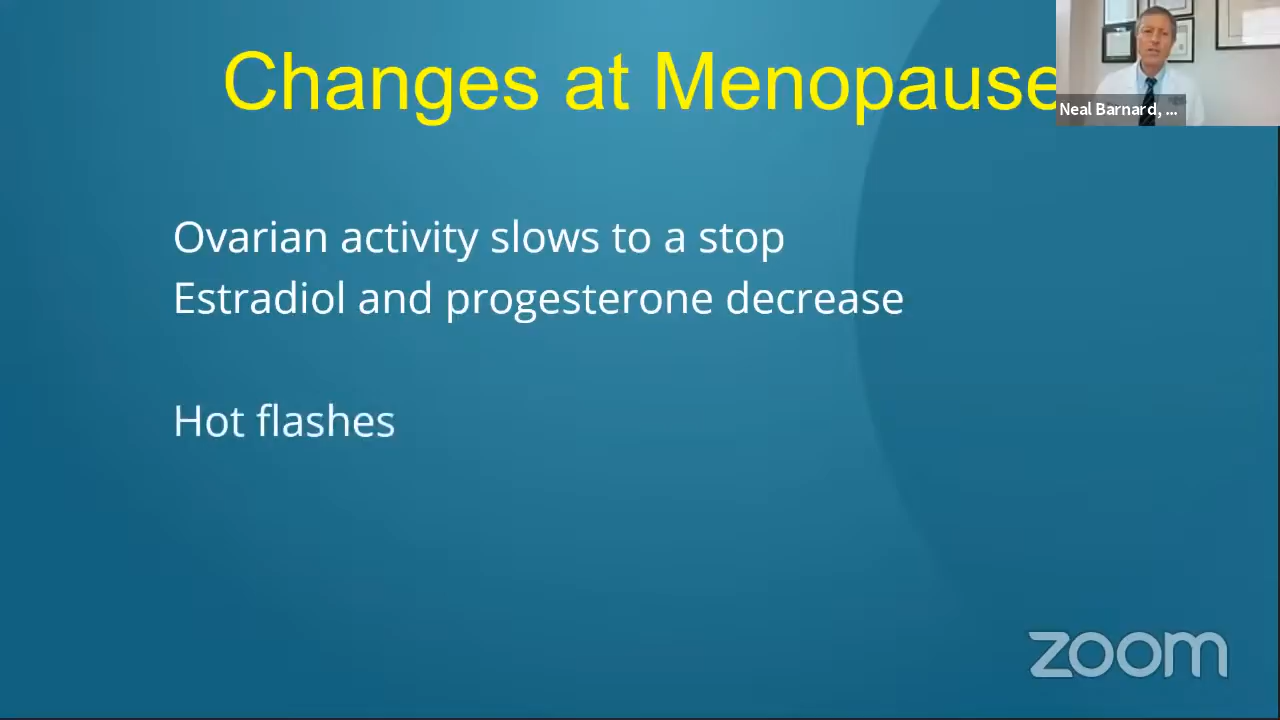 Changes at Menopause
Neal Barnard, ...
Ovarian activity slows to a stop
Estradiol and progesterone decrease
Hot flashes
zoom